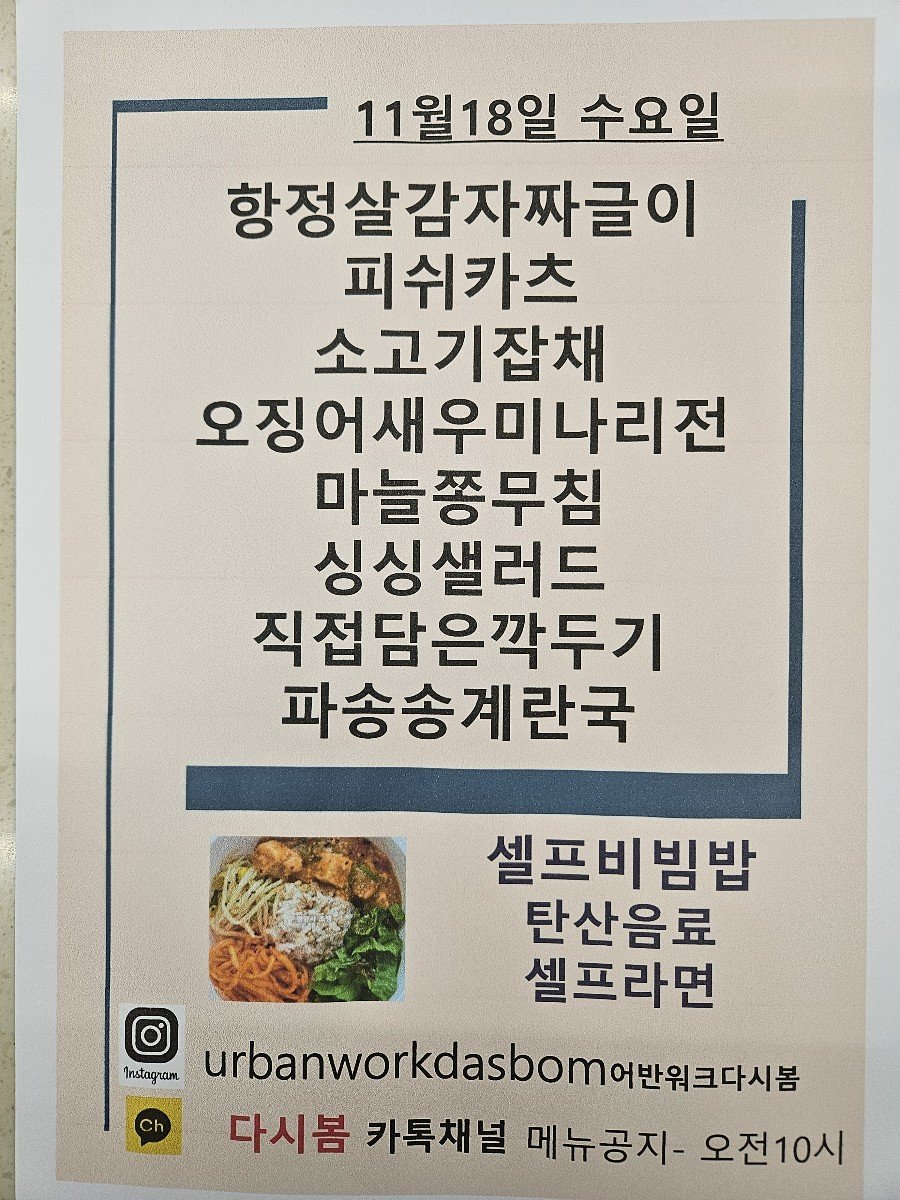 11월18일 수요일
항정살감자짜글이
피쉬카츠
소고기잡채
오징어새우미나리전
마늘쫑무침
싱싱샐러드
직접담은깍두기
파송송계란국
셀프비빔밥
탄산음료
셀프라면
Instagram
urbanworkdasbom어반워크다시봄
Ch
다시봄 카톡채널 메뉴공지- 오전10시